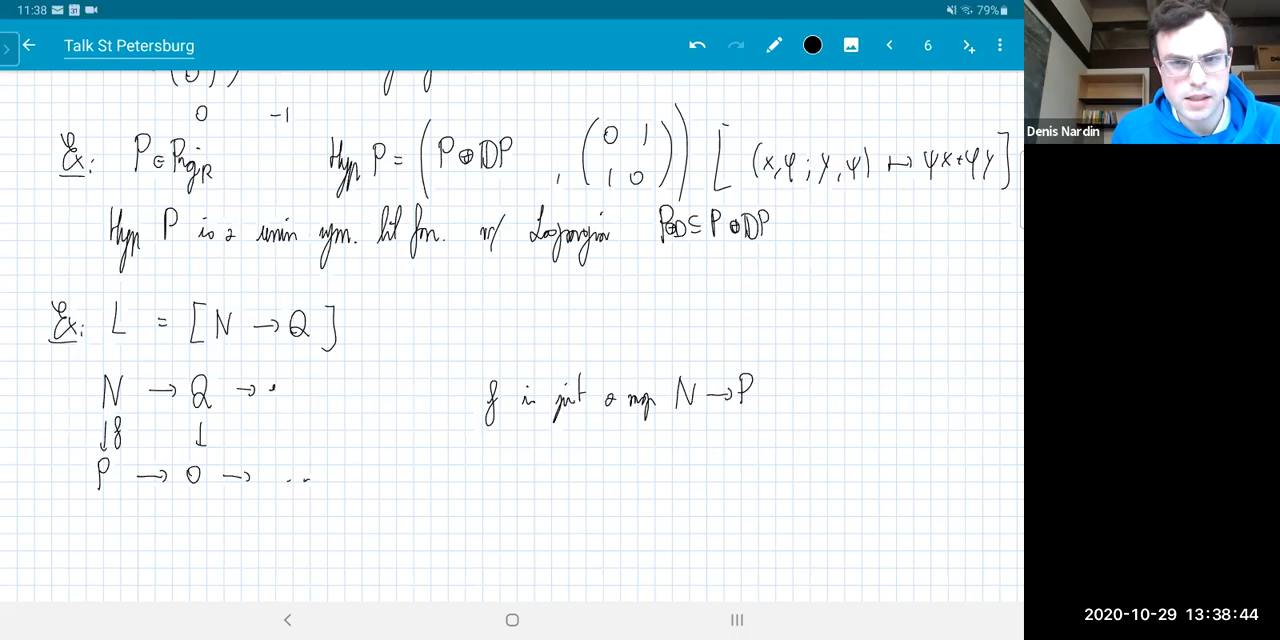 11:38 79%
Talk St Petersburg 6
Denis Nardin
0 -1
Ex: P ∈ Proj_R Hyp P = (P ⊕ DP, (0 1 1 0)) [(x,φ; y,ψ) ↦ ψx+φy]
Hyp P is a unim sym. bil form. w/ Lagrangian P⊕0 ⊆ P ⊕ DP
Ex: L = [N → Q]
N → Q →
↓f ↓ f is just a map N → P
P → 0 → ...
2020-10-29 13:38:44